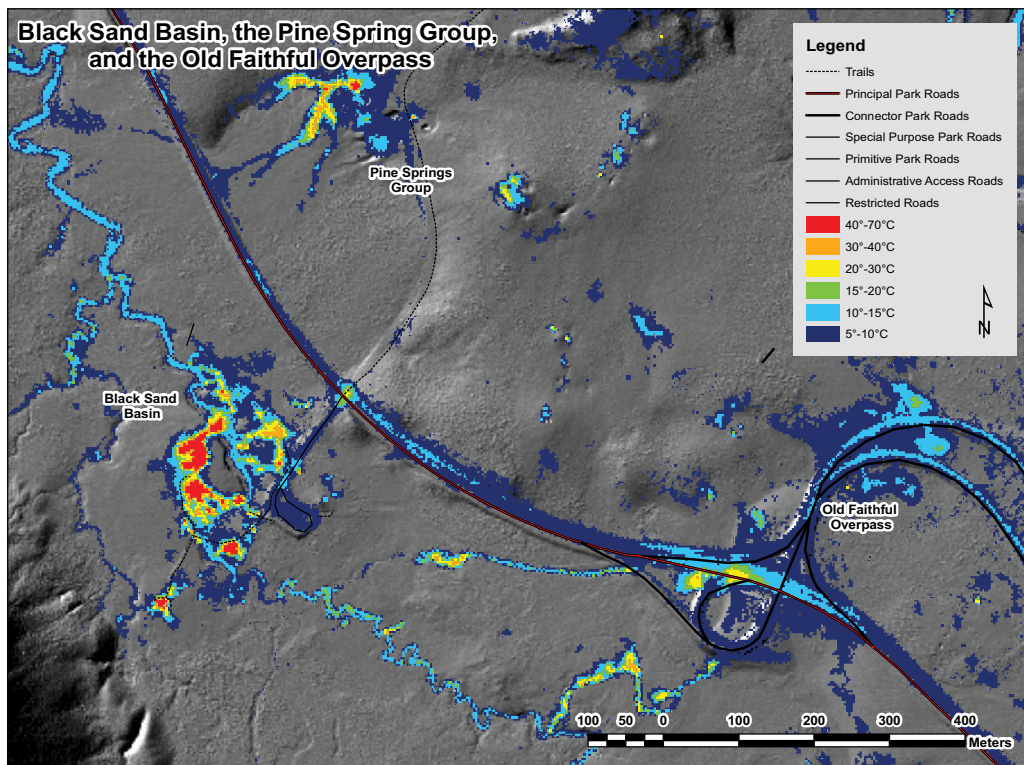 Black Sand Basin, the Pine Spring Group,
and the Old Faithful Overpass
Legend
Trails
Principal Park Roads
Connector Park Roads
Special Purpose Park Roads
Primitive Park Roads
Administrative Access Roads
Restricted Roads
40°-70°C
30°-40°C
20°-30°C
15°-20°C
10°-15°C
5°-10°C
N
Pine Springs
Group
Black Sand
Basin
Old Faithful
Overpass
100 50 0 100 200 300 400
Meters